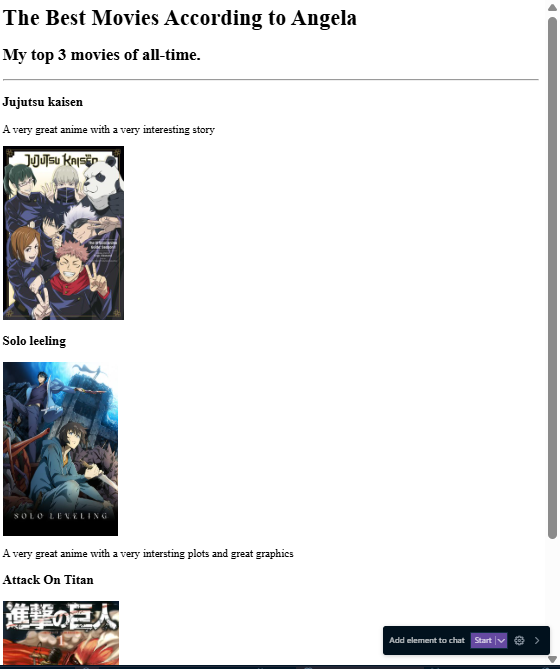 The Best Movies According to Angela
My top 3 movies of all-time.
Jujutsu kaisen
A very great anime with a very interesting story
JUJUTSU KAISEN
Solo leeling
SOLO LEVELING
A very great anime with a very intersting plots and great graphics
Attack On Titan
進撃の巨人
Add element to chat Start